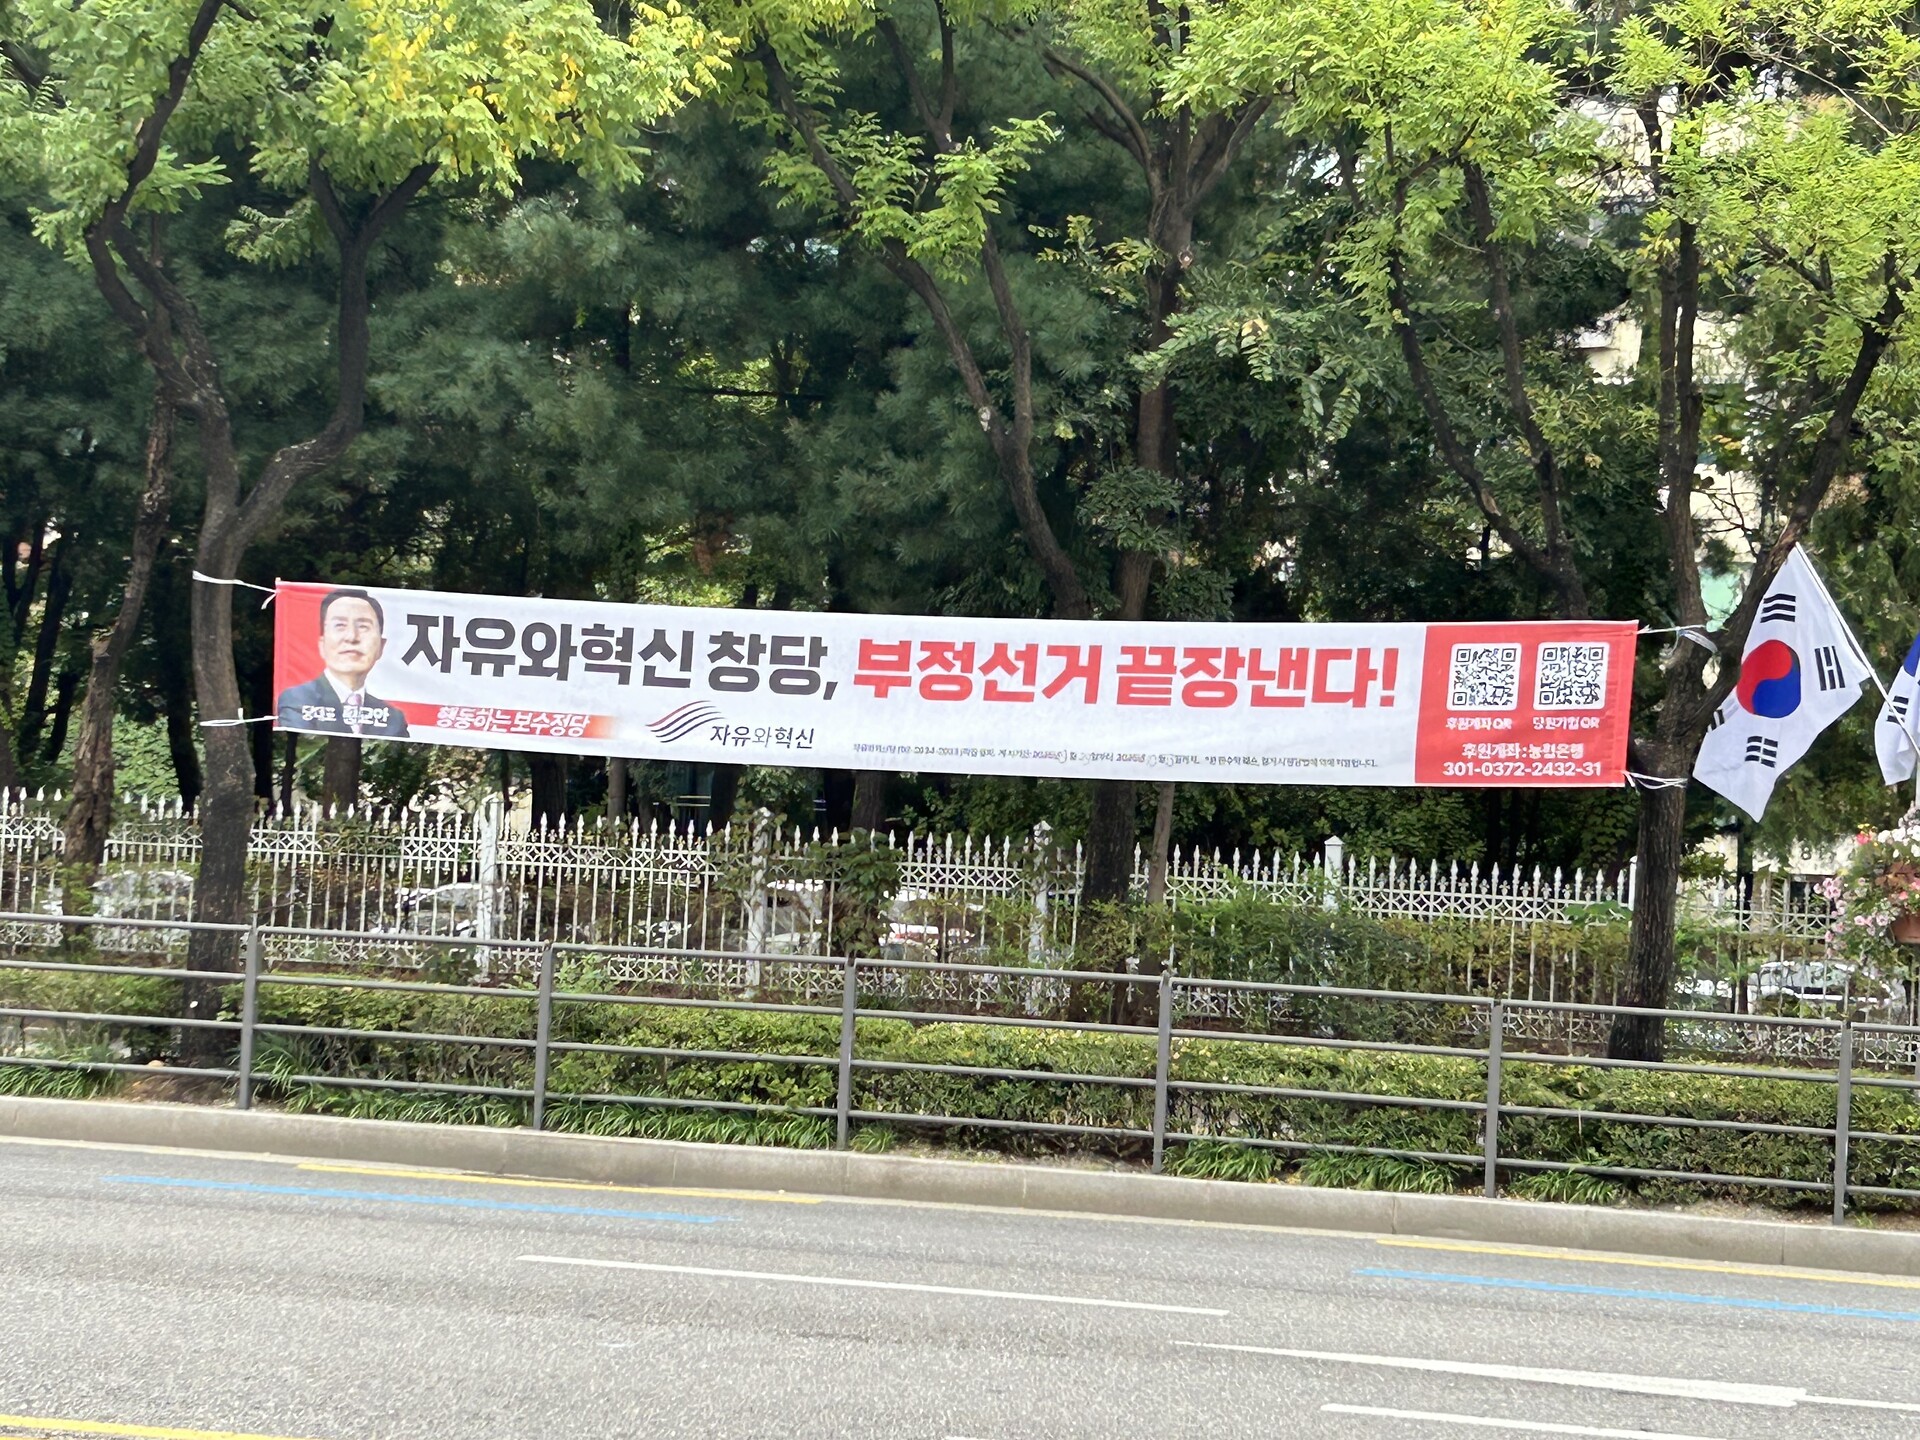 자유와혁신 창당, 부정선거 끝장낸다!
당대표 황교안
행동하는 보수정당
자유와혁신
후원계좌 QR 당원가입 QR
후원계좌 : 농협은행
301-0372-2432-31